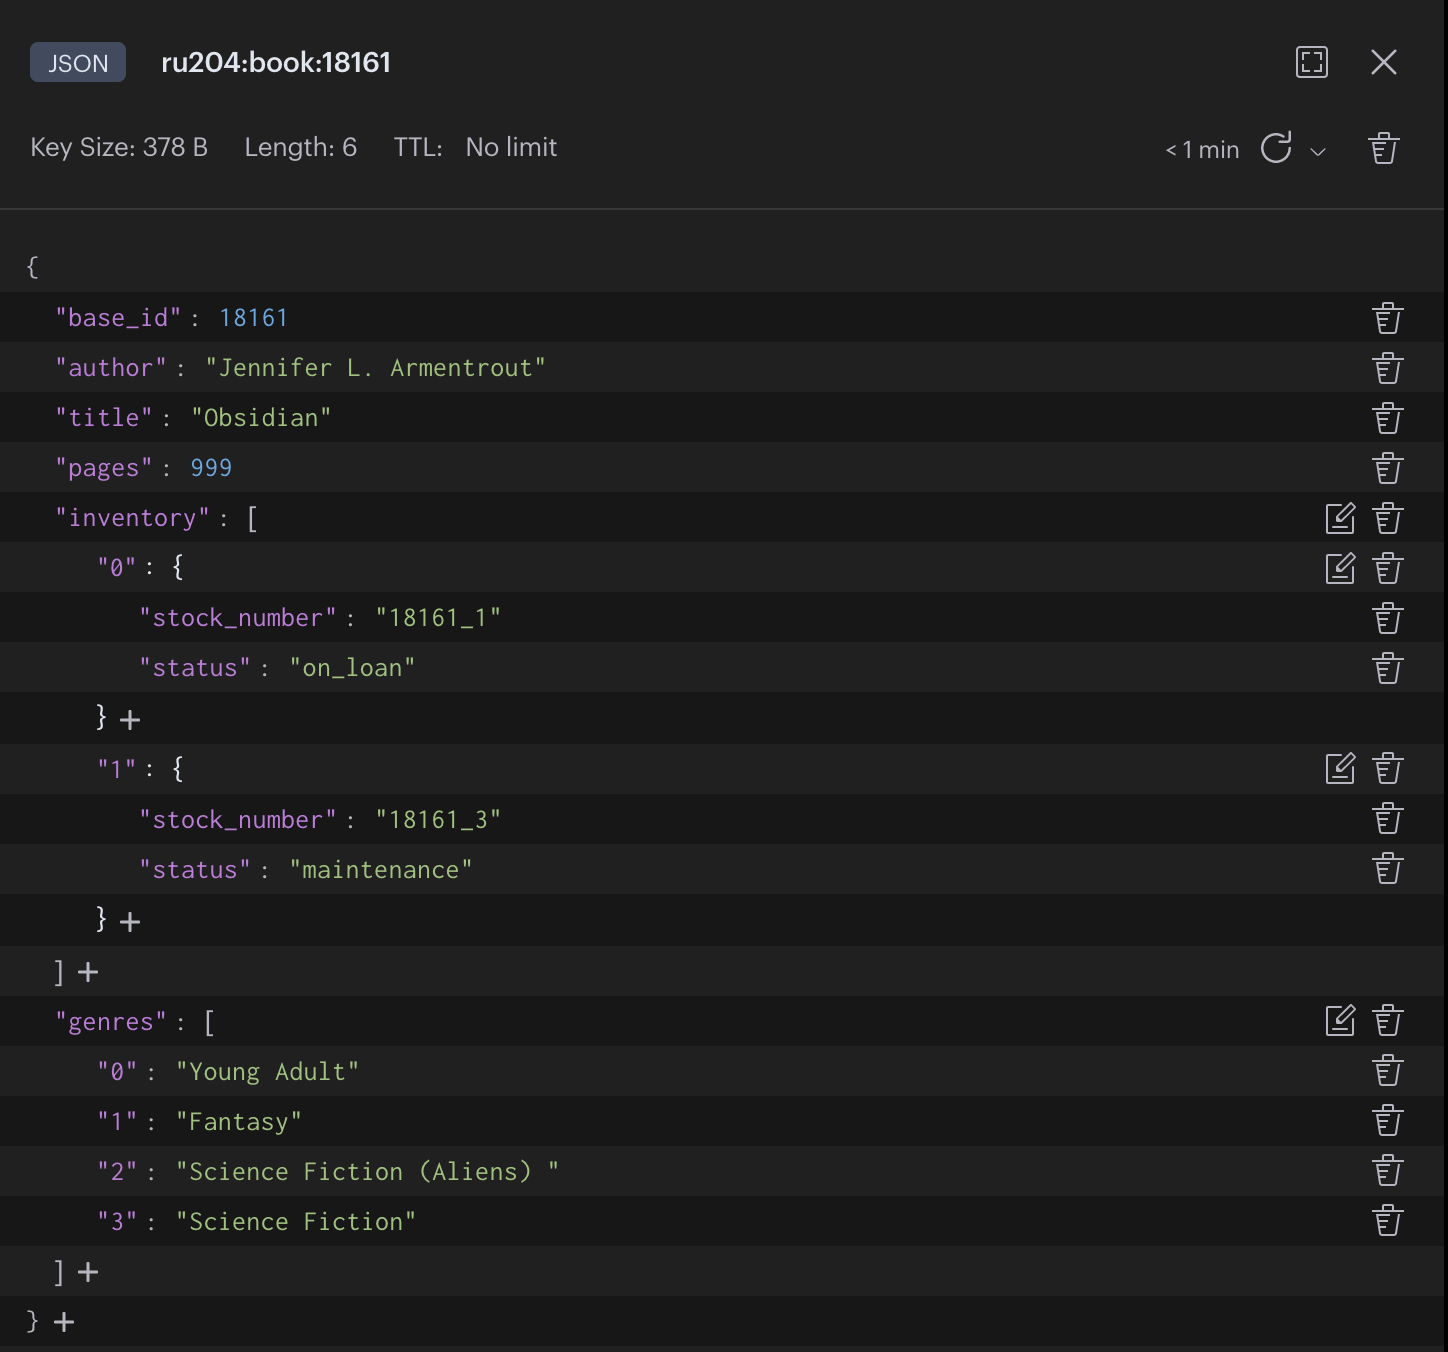 JSON ru204:book:18161
Key Size: 378 B Length: 6 TTL: No limit < 1 min
{
"base_id" : 18161
"author" : "Jennifer L. Armentrout"
"title" : "Obsidian"
"pages" : 999
"inventory" : [
"0" : {
"stock_number" : "18161_1"
"status" : "on_loan"
} +
"1" : {
"stock_number" : "18161_3"
"status" : "maintenance"
} +
] +
"genres" : [
"0" : "Young Adult"
"1" : "Fantasy"
"2" : "Science Fiction (Aliens) "
"3" : "Science Fiction"
] +
} +